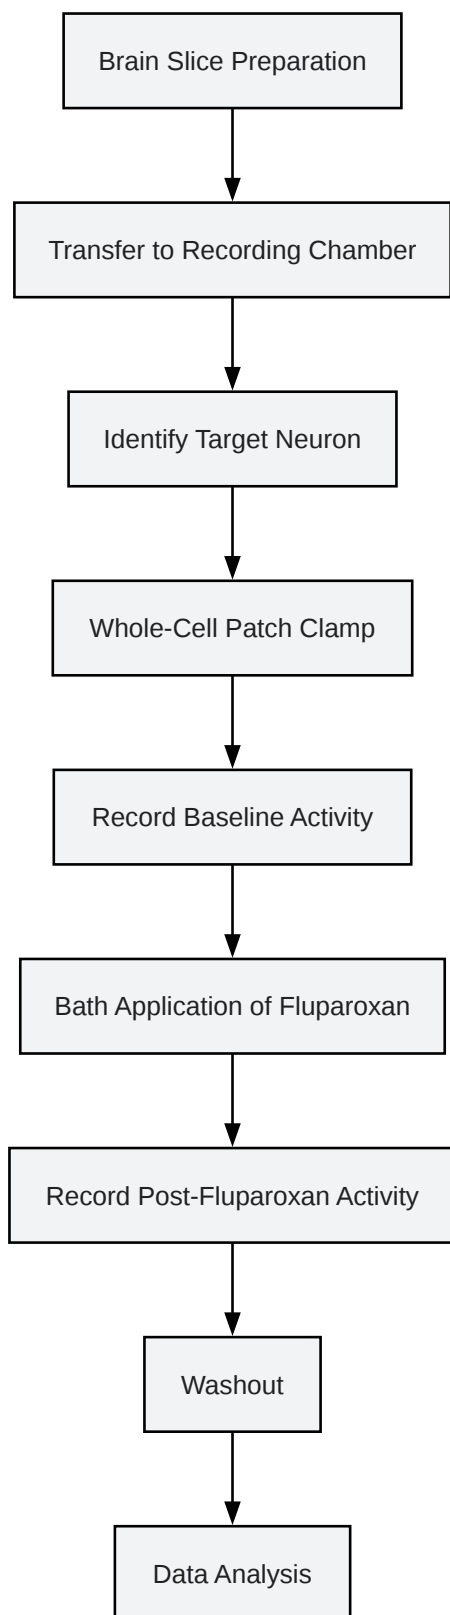 Brain Slice Preparation
Transfer to Recording Chamber
Identify Target Neuron
Whole-Cell Patch Clamp
Record Baseline Activity
Bath Application of Fluparoxan
Record Post-Fluparoxan Activity
Washout
Data Analysis